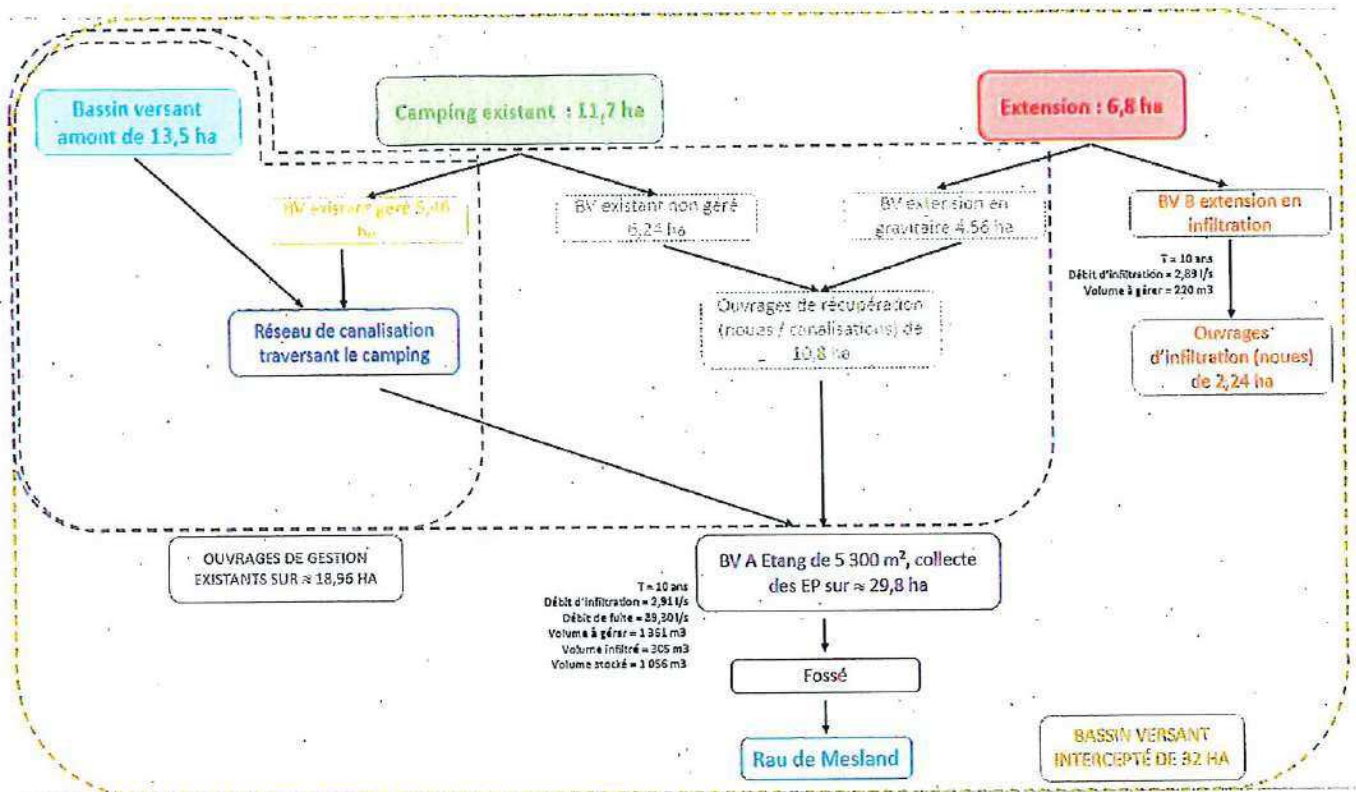 Bassin versant
amont de 13,5 ha
Camping existant : 11,7 ha
Extension : 6,8 ha
BV existant géré 5,46
ha
BV existant non géré
6,24 ha
BV extension en
gravitaire 4,56 ha
BV B extension en
infiltration
T = 10 ans
Débit d'infiltration = 2,89 l/s
Volume à gérer = 220 m3
Réseau de canalisation
traversant le camping
Ouvrages de récupération
(noues / canalisations) de
10,8 ha
Ouvrages
d'infiltration (noues)
de 2,24 ha
OUVRAGES DE GESTION
EXISTANTS SUR ≈ 18,96 HA
BV A Etang de 5 300 m², collecte
des EP sur ≈ 29,8 ha
T = 10 ans
Débit d'infiltration = 2,91 l/s
Débit de fuite = 89,30 l/s
Volume à gérer = 1 361 m3
Volume infiltré = 305 m3
Volume stocké = 1 056 m3
Fossé
Rau de Mesland
BASSIN VERSANT
INTERCEPTÉ DE 32 HA